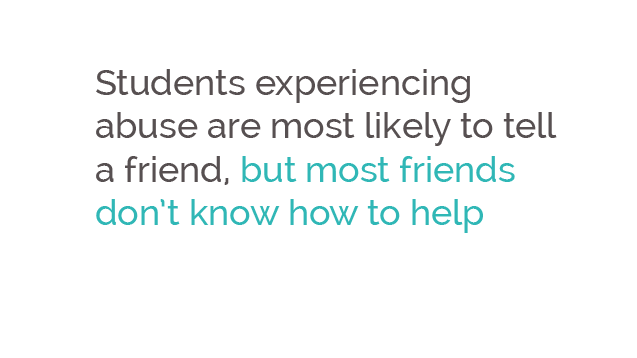 Students experiencing
abuse are most likely to tell
a friend, but most friends
don’t know how to help